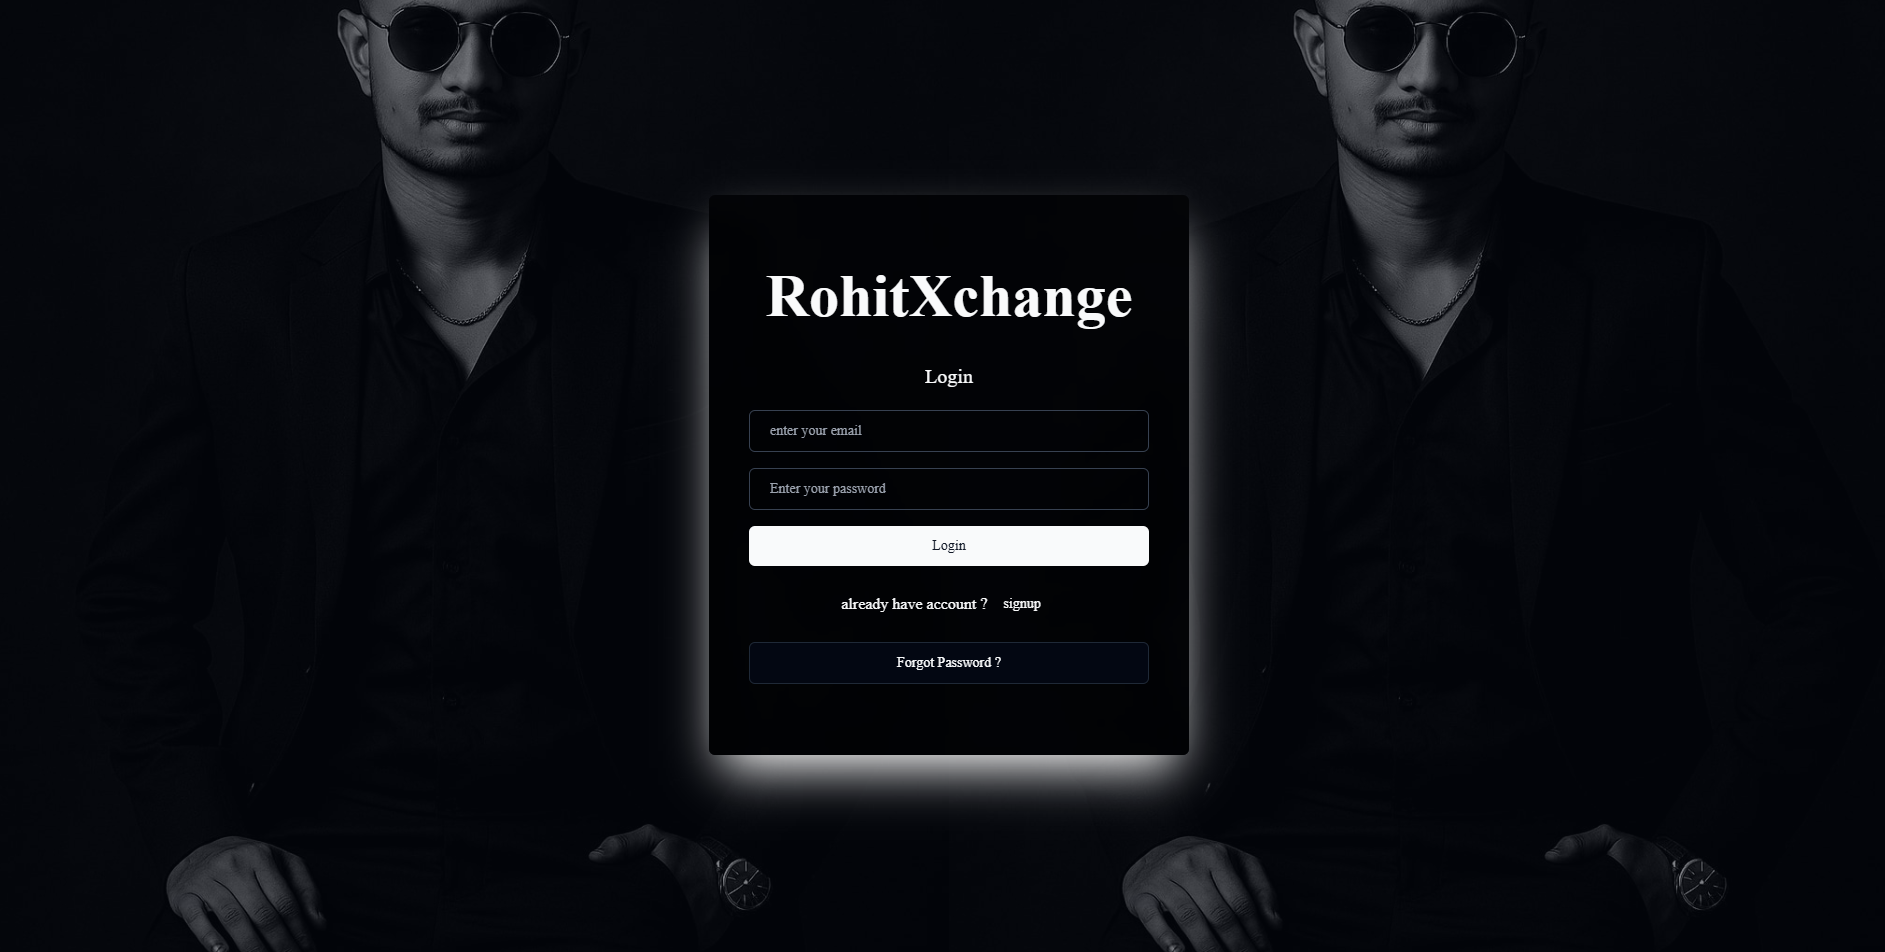 RohitXchange
Login
enter your email
Enter your password
Login
already have account ? signup
Forgot Password ?